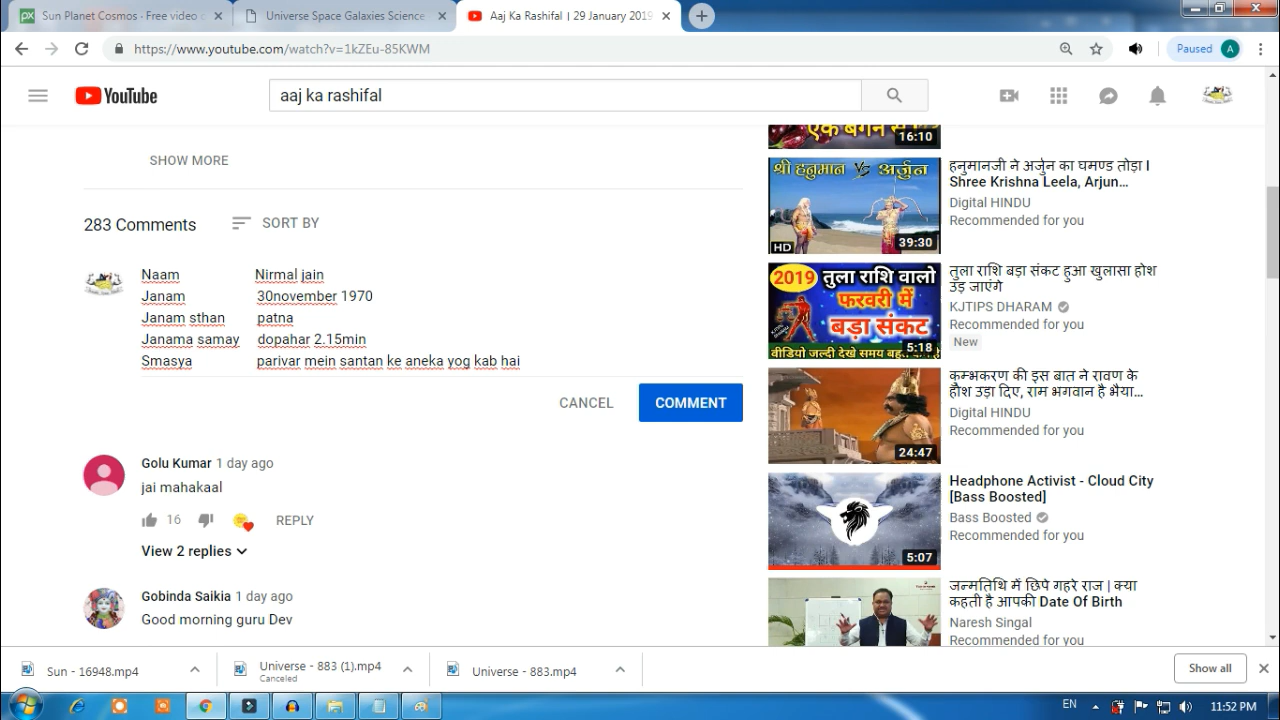 Sun Planet Cosmos - Free video o
Universe Space Galaxies Science
Aaj Ka Rashifal । 29 January 2019
https://www.youtube.com/watch?v=1kZEu-85KWM
Paused A
YouTube
aaj ka rashifal
SHOW MORE
283 Comments SORT BY
Naam Nirmal jain
Janam 30november 1970
Janam sthan patna
Janama samay dopahar 2.15min
Smasya parivar mein santan ke aneka yog kab hai
CANCEL COMMENT
Golu Kumar 1 day ago
jai mahakaal
16 REPLY
View 2 replies
Gobinda Saikia 1 day ago
Good morning guru Dev
16:10
श्री हनुमान Vs अर्जुन
HD 39:30
हनुमानजी ने अर्जुन का घमण्ड तोड़ा I
Shree Krishna Leela, Arjun...
Digital HINDU
Recommended for you
2019 तुला राशि वालो
फरवरी में
बड़ा संकट
5:18
वीडियो जल्दी देखे समय
तुला राशि बड़ा संकट हुआ खुलासा होश
उड़ जाएंगे
KJTIPS DHARAM
Recommended for you
New
24:47
कुम्भकरण की इस बात ने रावण के
होश उड़ा दिए, राम भगवान है भैया...
Digital HINDU
Recommended for you
5:07
Headphone Activist - Cloud City
[Bass Boosted]
Bass Boosted
Recommended for you
जन्मतिथि में छिपे गहरे राज | क्या
कहती है आपकी Date Of Birth
Naresh Singal
Recommended for you
Sun - 16948.mp4
Universe - 883 (1).mp4
Canceled
Universe - 883.mp4
Show all
EN 11:52 PM